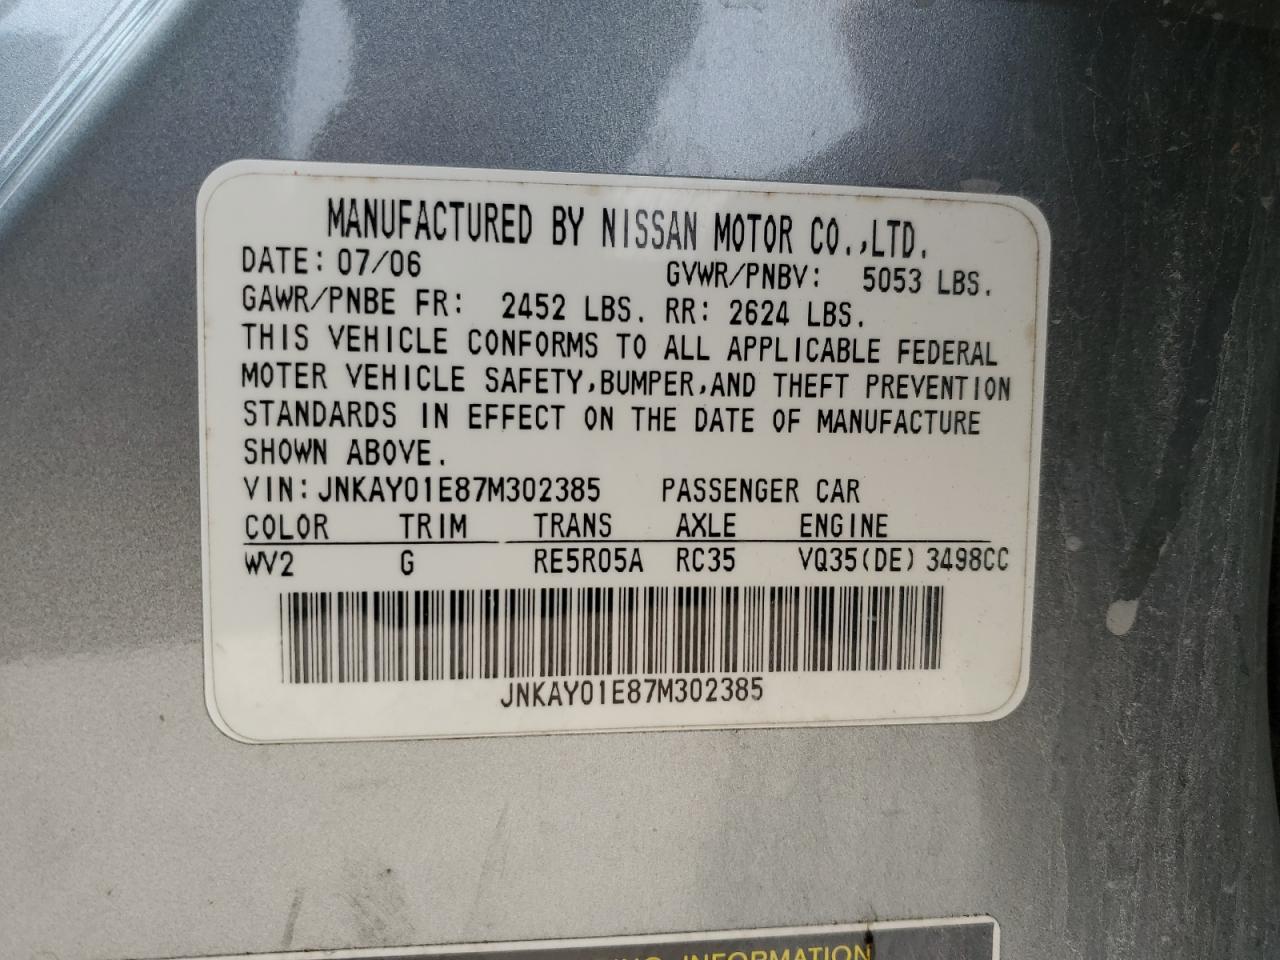 MANUFACTURED BY NISSAN MOTOR CO.,LTD.
DATE: 07/06 GVWR/PNBV: 5053 LBS.
GAWR/PNBE FR: 2452 LBS. RR: 2624 LBS.
THIS VEHICLE CONFORMS TO ALL APPLICABLE FEDERAL
MOTER VEHICLE SAFETY,BUMPER,AND THEFT PREVENTION
STANDARDS IN EFFECT ON THE DATE OF MANUFACTURE
SHOWN ABOVE.
VIN:JNKAY01E87M302385 PASSENGER CAR
COLOR TRIM TRANS AXLE ENGINE
WV2 G RE5R05A RC35 VQ35(DE) 3498CC
JNKAY01E87M302385
INFORMATION